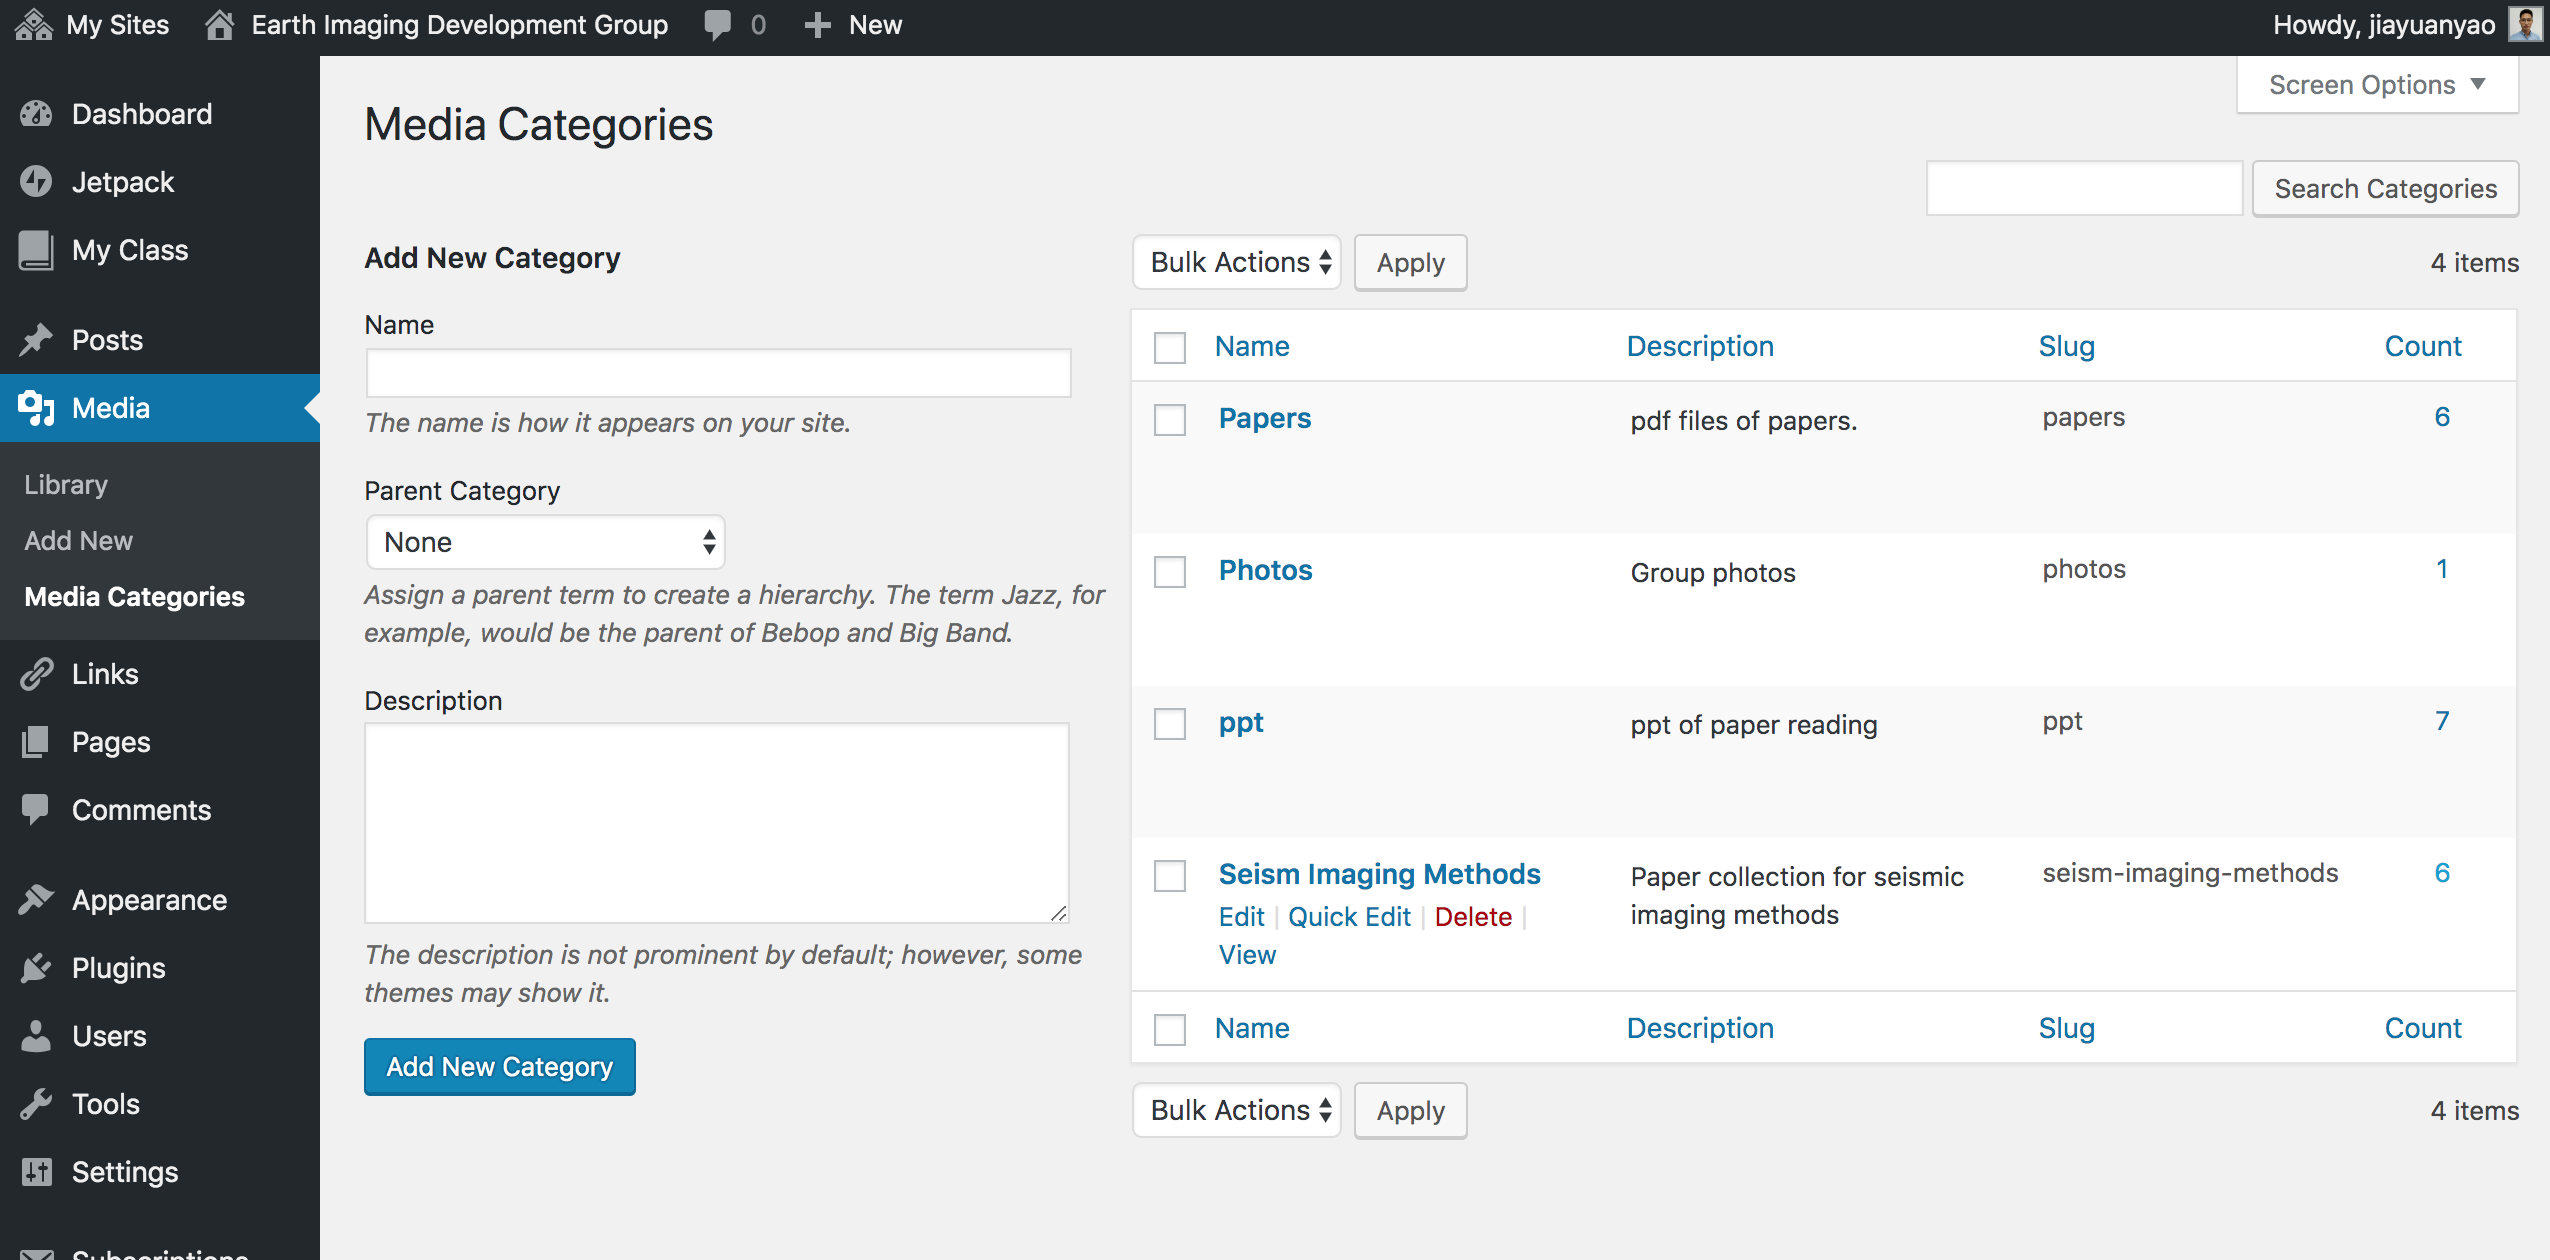 My Sites
Earth Imaging Development Group
0
New
Howdy, jiayuanyao
Dashboard
Jetpack
My Class
Posts
Media
Library
Add New
Media Categories
Links
Pages
Comments
Appearance
Plugins
Users
Tools
Settings
Subscriptions
Screen Options
Media Categories
Search Categories
Add New Category
Name
The name is how it appears on your site.
Parent Category
None
Assign a parent term to create a hierarchy. The term Jazz, for
example, would be the parent of Bebop and Big Band.
Description
The description is not prominent by default; however, some
themes may show it.
Add New Category
Bulk Actions Apply 4 items
Name Description Slug Count
Papers pdf files of papers. papers 6
Photos Group photos photos 1
ppt ppt of paper reading ppt 7
Seism Imaging Methods Paper collection for seismic seism-imaging-methods 6
Edit | Quick Edit | Delete | imaging methods
View
Name Description Slug Count
Bulk Actions Apply 4 items